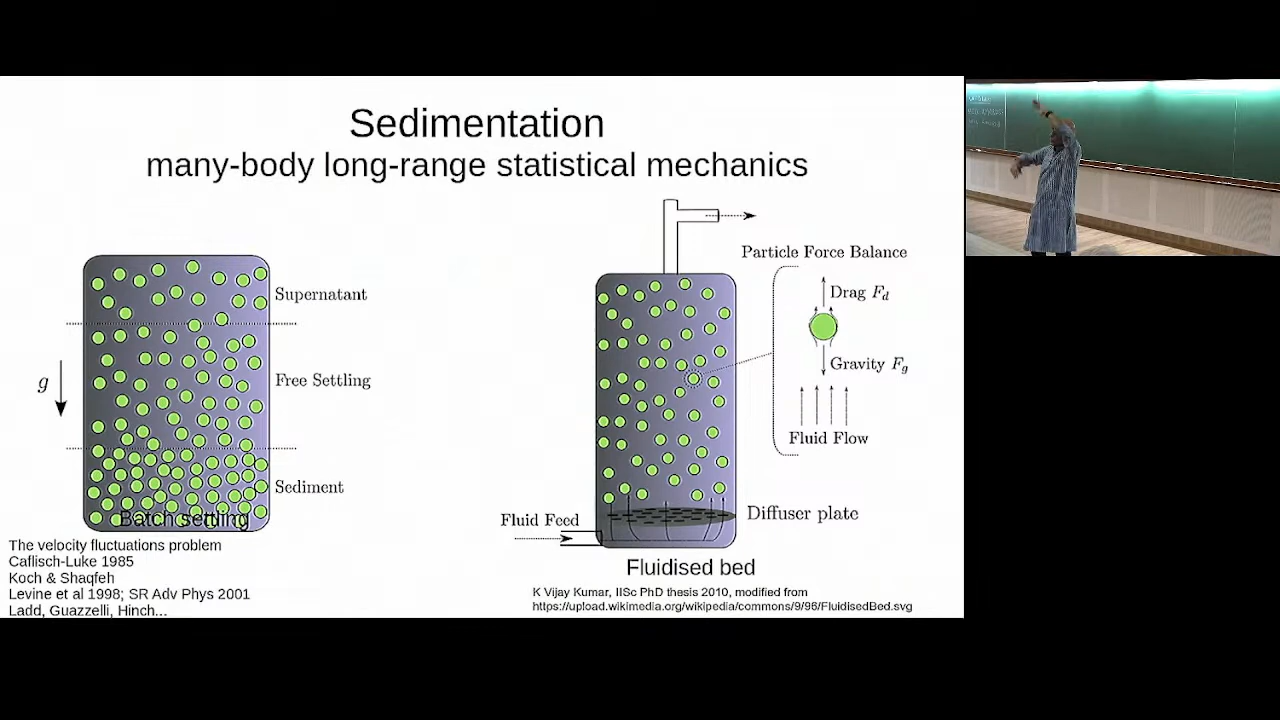 Sedimentation
many-body long-range statistical mechanics
g
Supernatant
Free Settling
Sediment
Batch settling
The velocity fluctuations problem
Caflisch-Luke 1985
Koch & Shaqfeh
Levine et al 1998; SR Adv Phys 2001
Ladd, Guazzelli, Hinch...
Particle Force Balance
Drag F_d
Gravity F_g
Fluid Flow
Fluid Feed
Diffuser plate
Fluidised bed
K Vijay Kumar, IISc PhD thesis 2010, modified from
https://upload.wikimedia.org/wikipedia/commons/9/96/FluidisedBed.svg